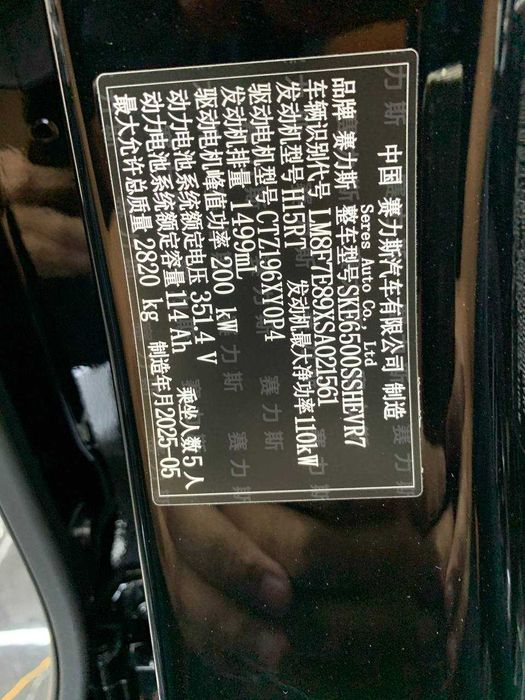 中国 赛力斯汽车有限公司 制造
Seres Auto Co., Ltd
品牌 赛力斯 整车型号 SKE6500SSHEVR7
车辆识别代号 LM8F7E89XSA021561
发动机型号 H15RT 发动机最大净功率 110kW
驱动电机型号 CTZ196XY0P4
发动机排量 1499mL
驱动电机峰值功率 200 kW
动力电池系统额定电压 351.4 V
动力电池系统额定容量 114 Ah 乘坐人数 5 人
最大允许总质量 2820 kg 制造年月 2025-05